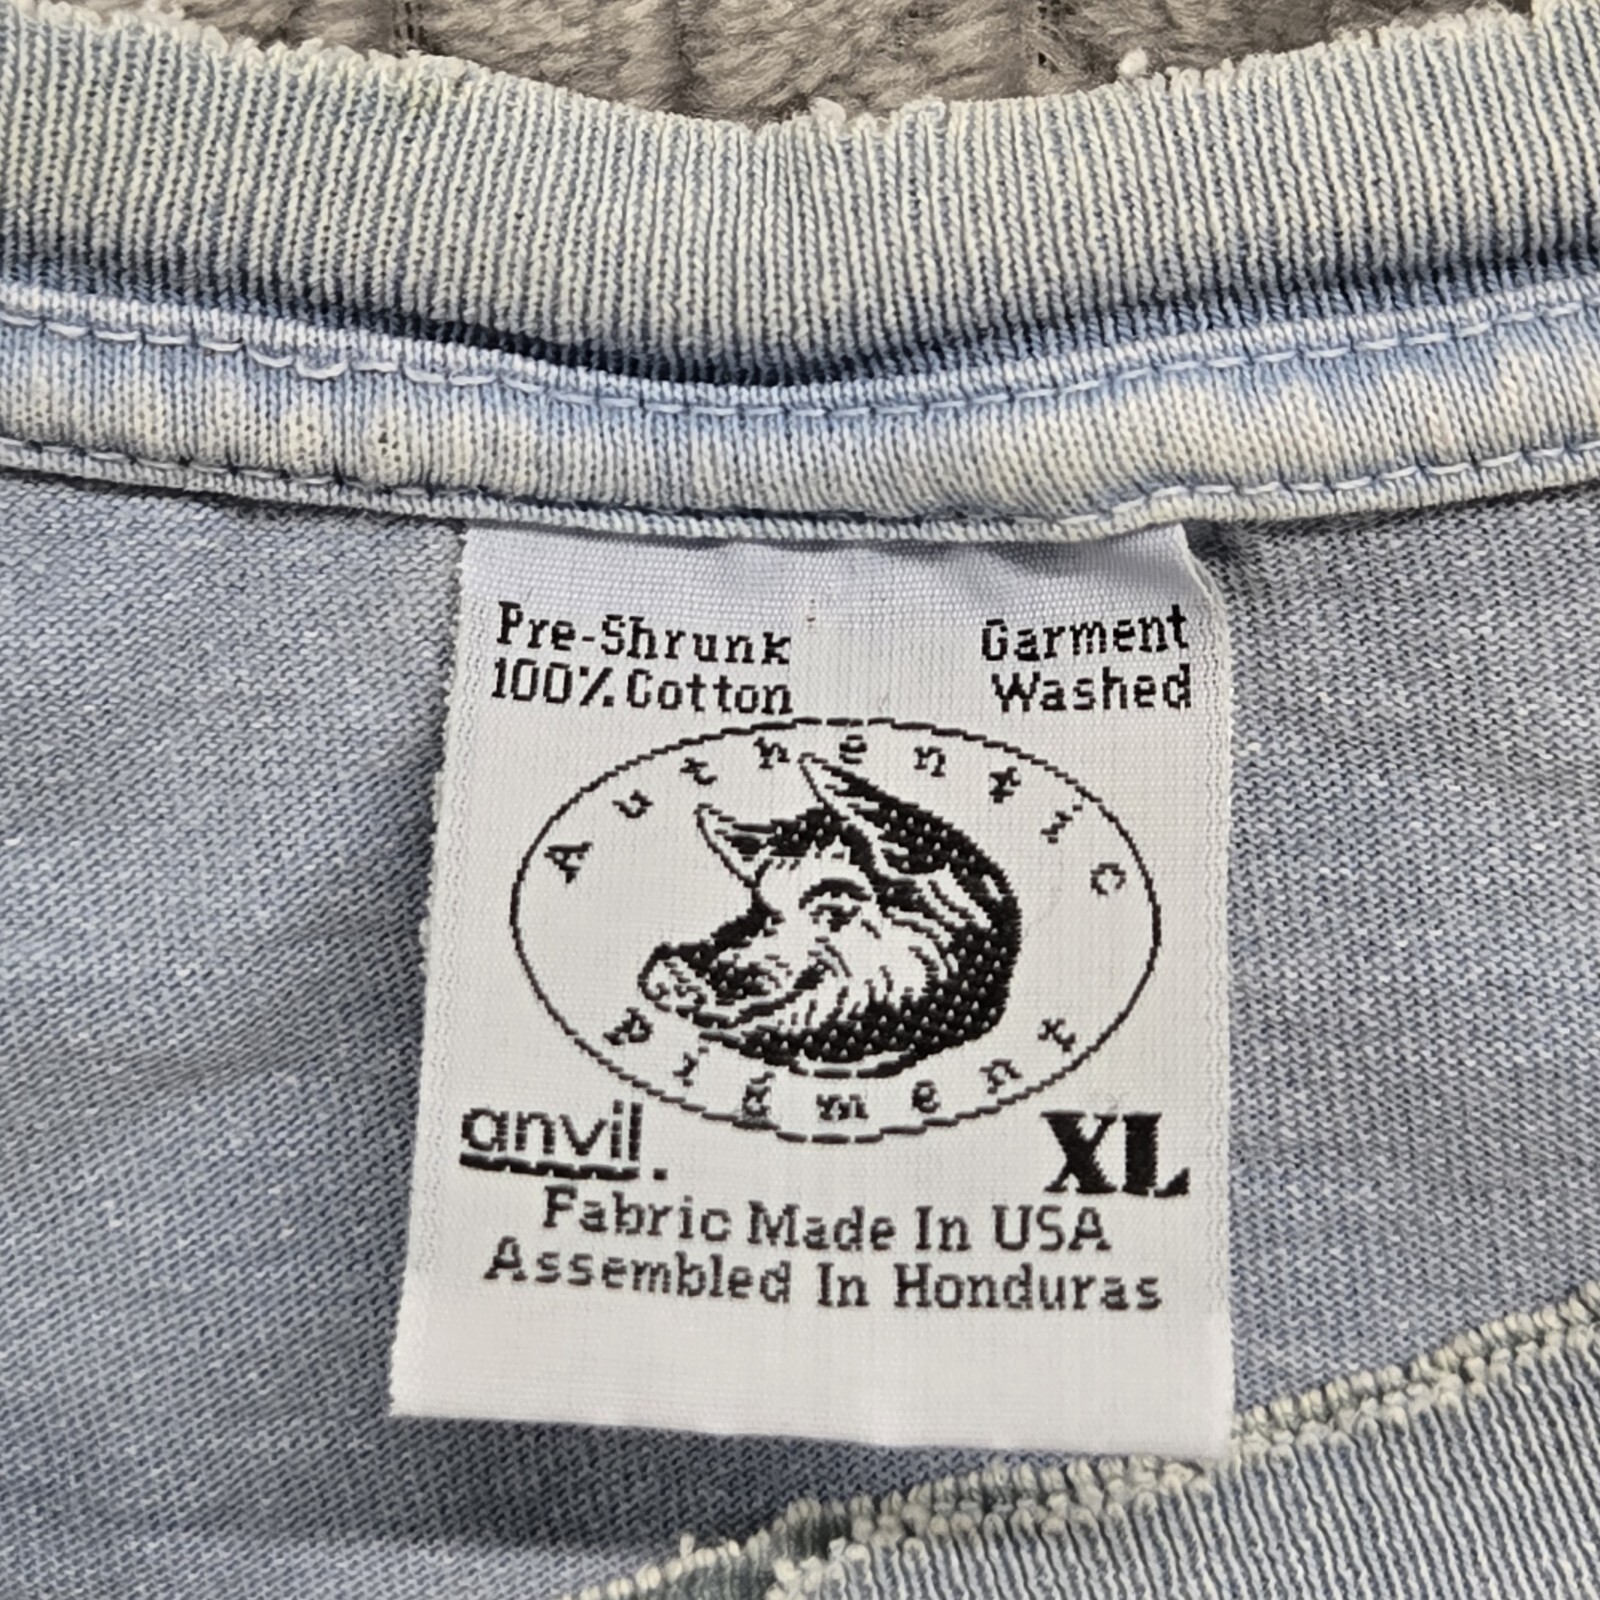 Pre-Shrunk
100% Cotton
Garment
Washed
Authentic
Pigment
anvil.
XL
Fabric Made In USA
Assembled In Honduras